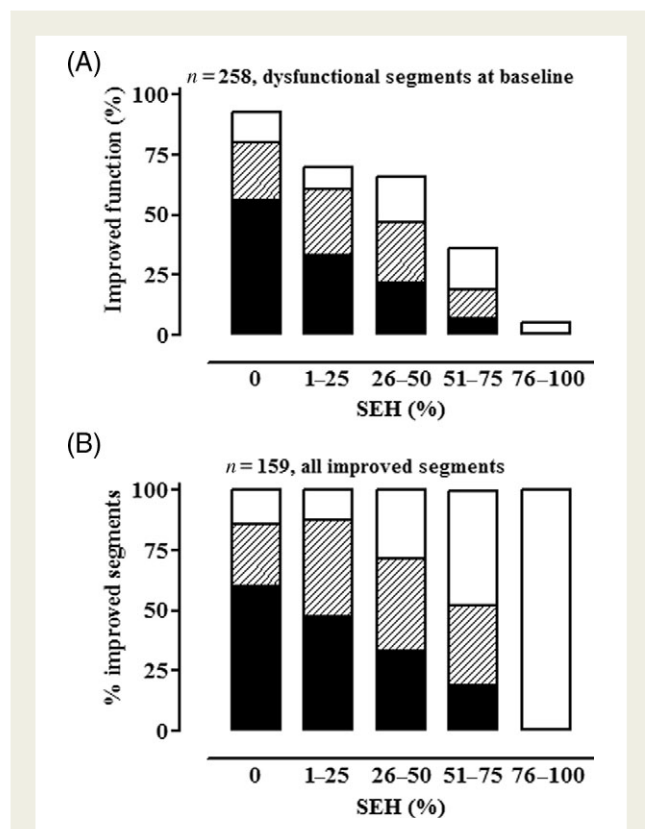 (A)
n = 258, dysfunctional segments at baseline
Improved function (%)
100
75
50
25
0
0 1–25 26–50 51–75 76–100
SEH (%)
(B)
n = 159, all improved segments
% improved segments
100
75
50
25
0
0 1–25 26–50 51–75 76–100
SEH (%)